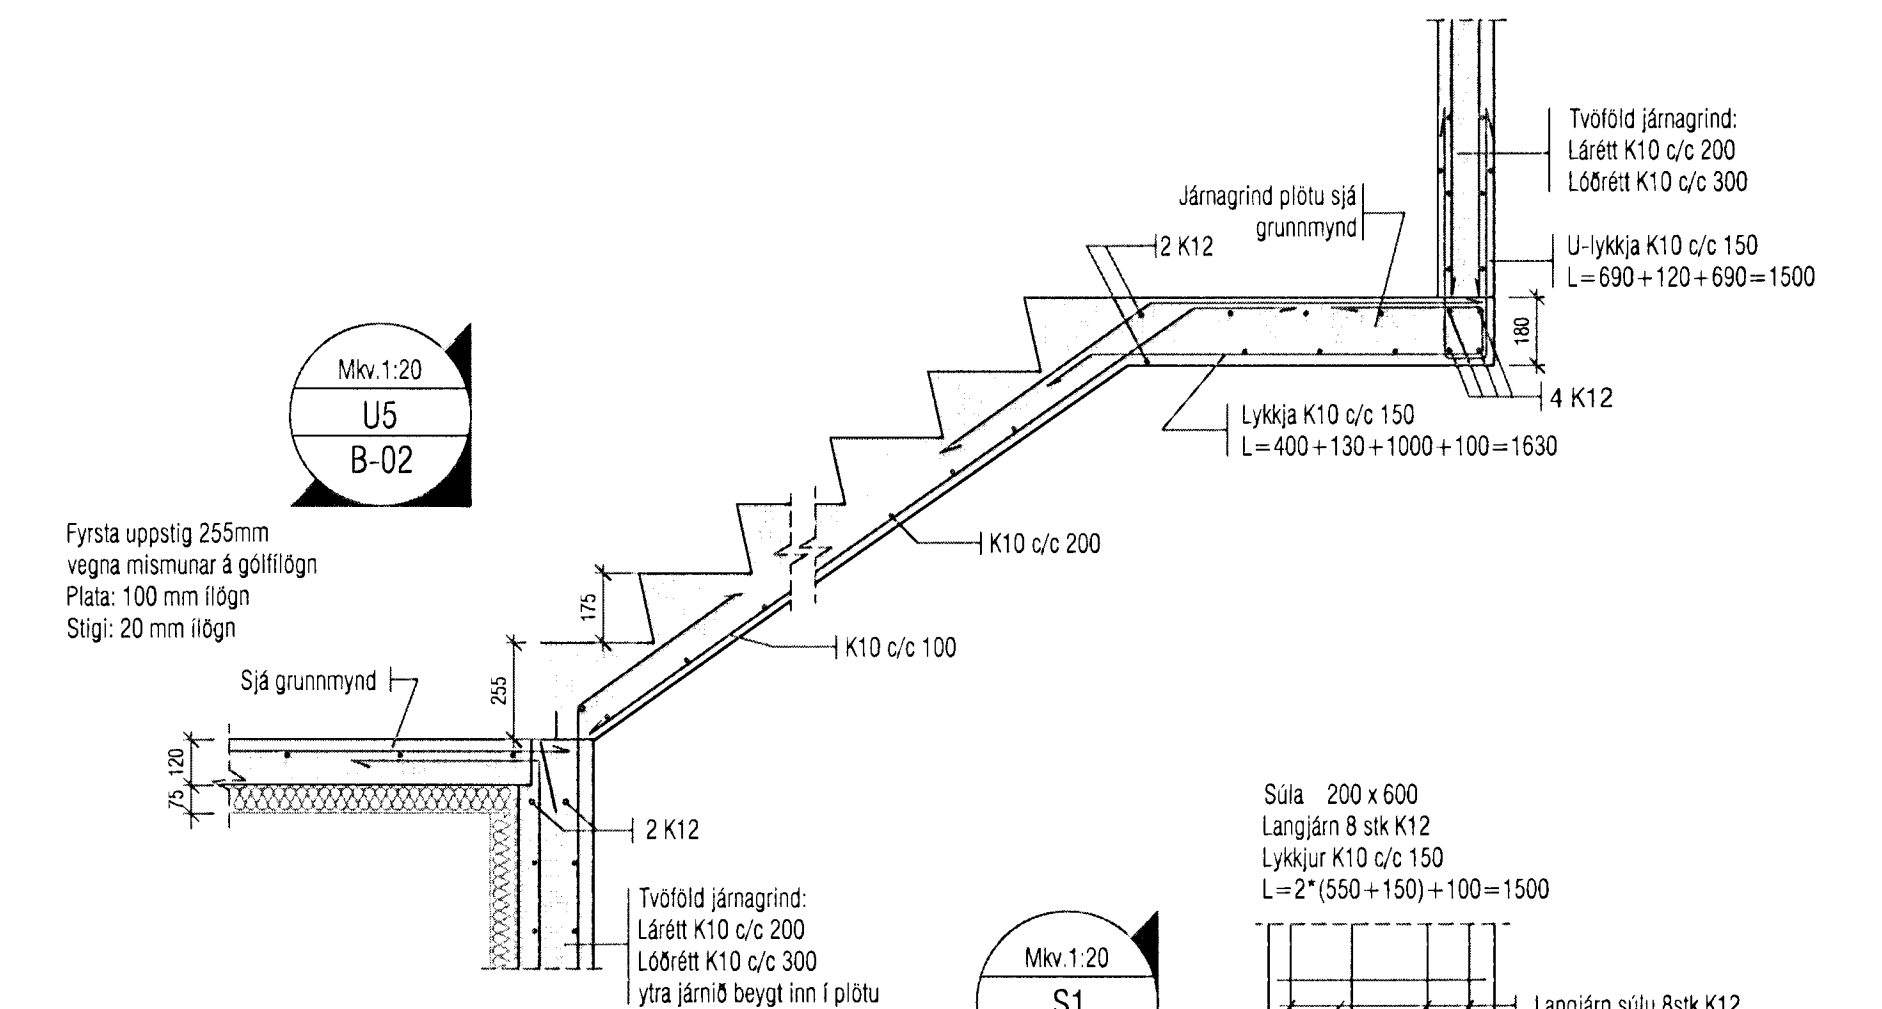 Tvöföld járnagrind:
Lárétt K10 c/c 200
Lóðrétt K10 c/c 300
Járnagrind plötu sjá
grunnmynd
2 K12
U-lykkja K10 c/c 150
L=690+120+690=1500
180
4 K12
Mkv.1:20
U5
B-02
Lykkja K10 c/c 150
L=400+130+1000+100=1630
Fyrsta uppstig 255mm
vegna mismunar á gólfílögn
Plata: 100 mm ílögn
Stigi: 20 mm ílögn
K10 c/c 200
175
K10 c/c 100
Sjá grunnmynd
255
120
75
2 K12
Súla 200 x 600
Langjárn 8 stk K12
Lykkjur K10 c/c 150
L=2*(550+150)+100=1500
Tvöföld járnagrind:
Lárétt K10 c/c 200
Lóðrétt K10 c/c 300
ytra járnið beygt inn í plötu
Mkv.1:20
S1
Langjárn súlu 8stk K12